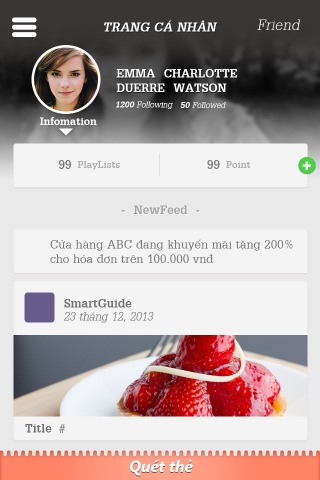 TRANG CÁ NHÂN
Friend
EMMA CHARLOTTE
DUERRE WATSON
1200 Following 50 Followed
Infomation
99 PlayLists
99 Point
- NewFeed -
Cửa hàng ABC đang khuyến mãi tặng 200%
cho hóa đơn trên 100.000 vnđ
SmartGuide
23 tháng 12, 2013
Title #
Quét thẻ